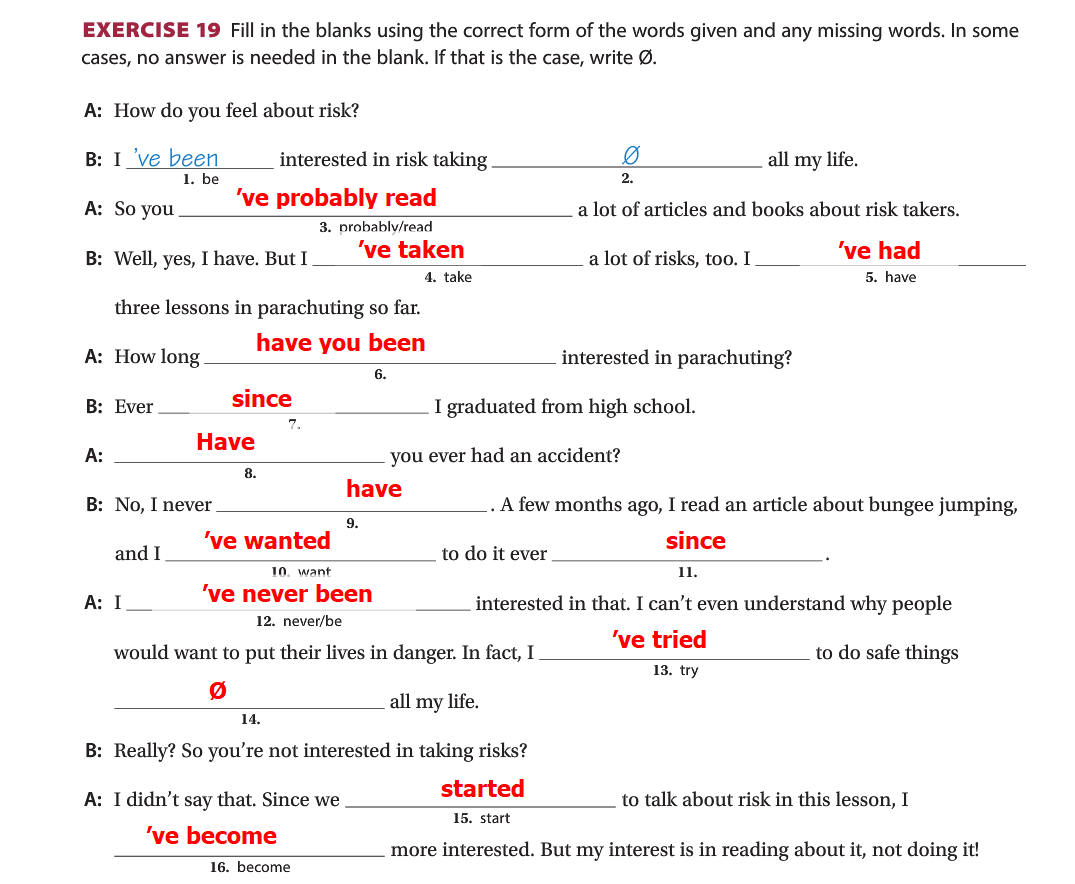 EXERCISE 19 Fill in the blanks using the correct form of the words given and any missing words. In some
cases, no answer is needed in the blank. If that is the case, write Ø.
A: How do you feel about risk?
B: I 've been interested in risk taking Ø all my life.
1. be 2.
A: So you 've probably read a lot of articles and books about risk takers.
3. probably/read
B: Well, yes, I have. But I 've taken a lot of risks, too. I 've had
4. take 5. have
three lessons in parachuting so far.
A: How long have you been interested in parachuting?
6.
B: Ever since I graduated from high school.
7.
A: Have you ever had an accident?
8.
B: No, I never have. A few months ago, I read an article about bungee jumping,
9.
and I 've wanted to do it ever since.
10. want 11.
A: I 've never been interested in that. I can't even understand why people
12. never/be
would want to put their lives in danger. In fact, I 've tried to do safe things
13. try
Ø all my life.
14.
B: Really? So you're not interested in taking risks?
A: I didn't say that. Since we started to talk about risk in this lesson, I
15. start
've become more interested. But my interest is in reading about it, not doing it!
16. become